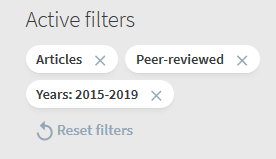 Active filters
Articles
Peer-reviewed
Years: 2015-2019
Reset filters